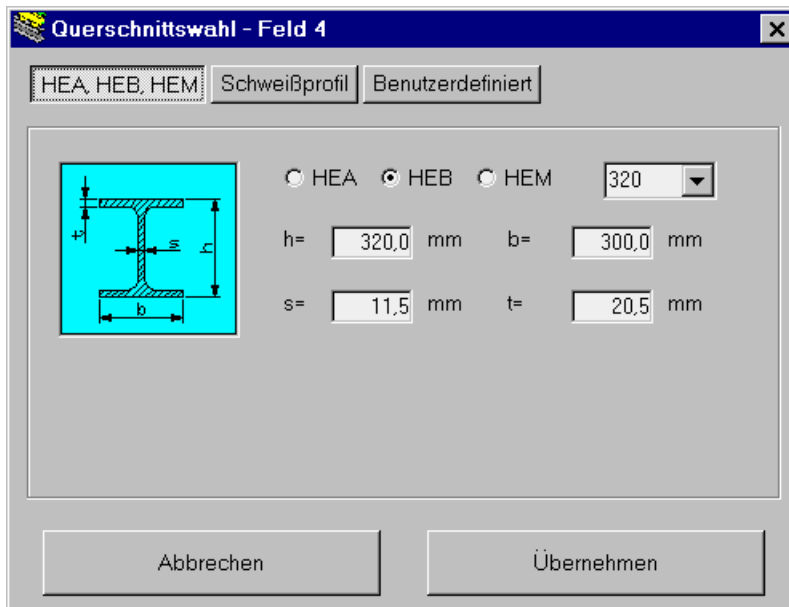 Querschnittswahl - Feld 4
HEA, HEB, HEM Schweißprofil Benutzerdefiniert
HEA HEB HEM 320
h= 320,0 mm b= 300,0 mm
s= 11,5 mm t= 20,5 mm
t s h
b
Abbrechen Übernehmen